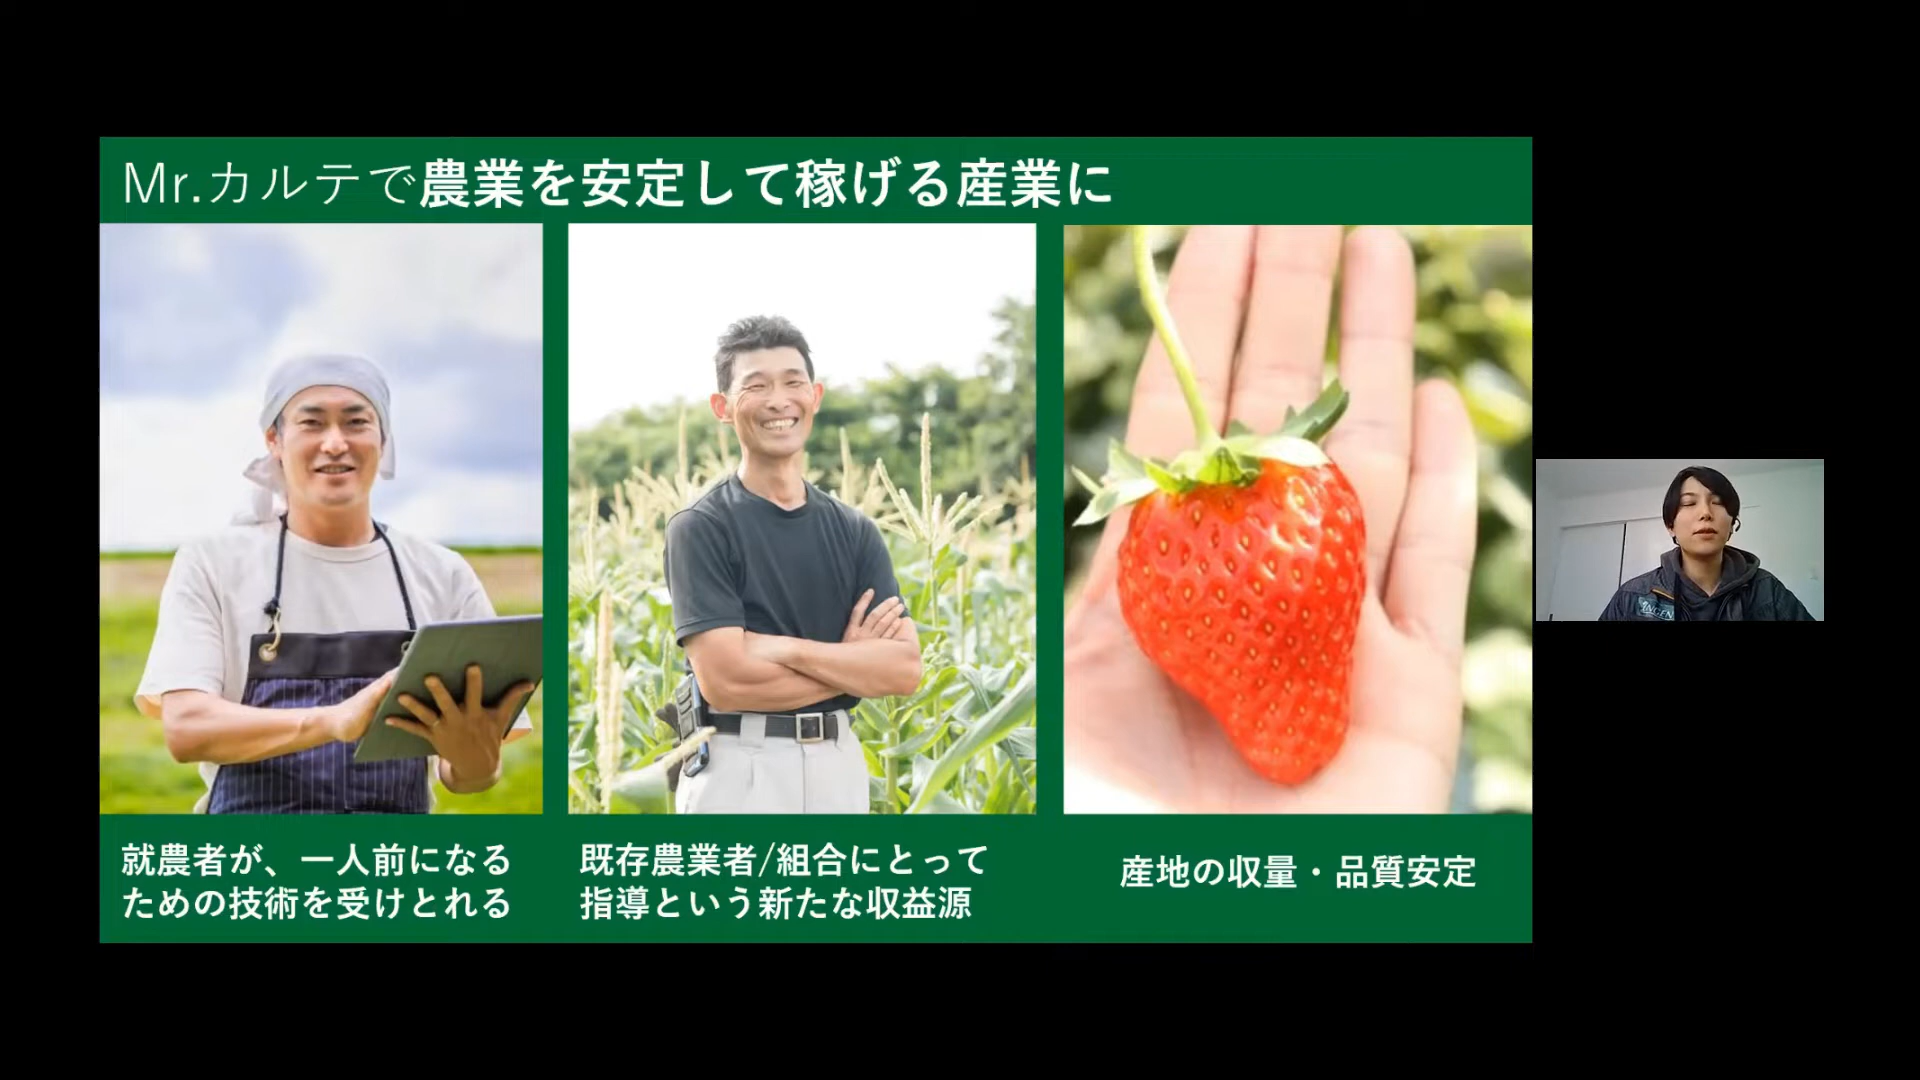 Mr.カルテで農業を安定して稼げる産業に
就農者が、一人前になる
ための技術を受けとれる
既存農業者/組合にとって
指導という新たな収益源
産地の収量・品質安定